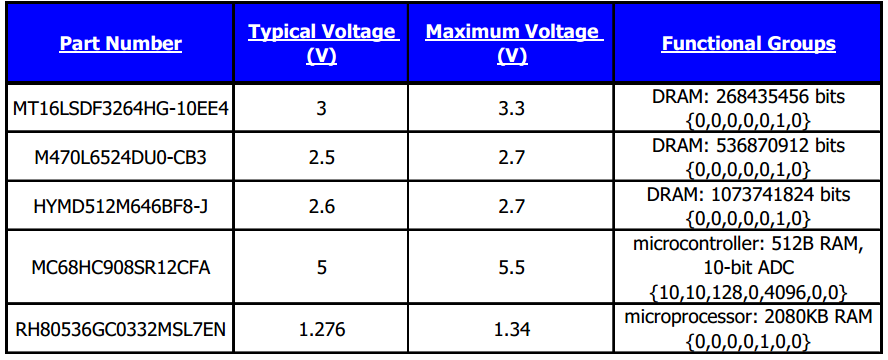 Part Number
Typical Voltage
(V)
Maximum Voltage
(V)
Functional Groups
MT16LSDF3264HG-10EE4
3
3.3
DRAM: 268435456 bits
{0,0,0,0,0,1,0}
M470L6524DU0-CB3
2.5
2.7
DRAM: 536870912 bits
{0,0,0,0,0,1,0}
HYMD512M646BF8-J
2.6
2.7
DRAM: 1073741824 bits
{0,0,0,0,0,1,0}
MC68HC908SR12CFA
5
5.5
microcontroller: 512B RAM,
10-bit ADC
{10,10,128,0,4096,0,0}
RH80536GC0332MSL7EN
1.276
1.34
microprocessor: 2080KB RAM
{0,0,0,0,1,0,0}